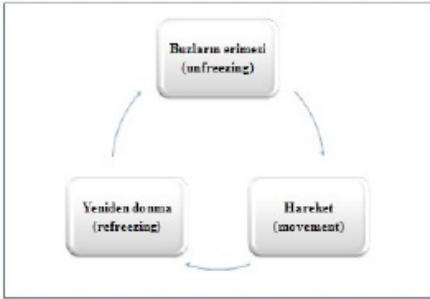 Buzların erimesi
(unfreezing)
Hareket
(movement)
Yeniden donma
(refreezing)